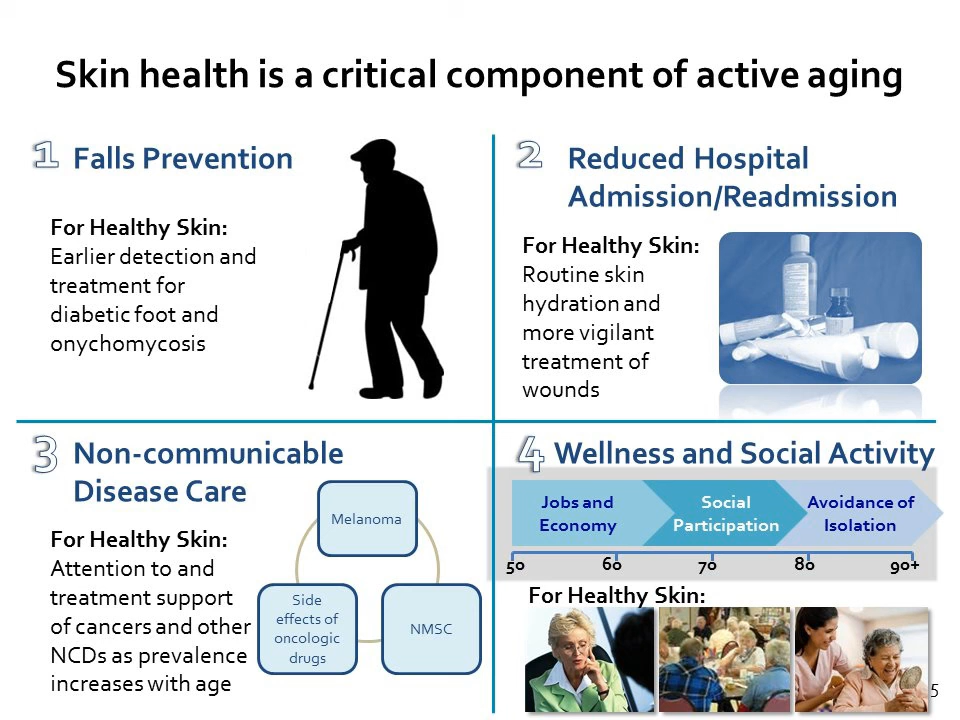 Skin health is a critical component of active aging
1 Falls Prevention
For Healthy Skin:
Earlier detection and
treatment for
diabetic foot and
onychomycosis
2 Reduced Hospital
Admission/Readmission
For Healthy Skin:
Routine skin
hydration and
more vigilant
treatment of
wounds
3 Non-communicable
Disease Care
For Healthy Skin:
Attention to and
treatment support
of cancers and other
NCDs as prevalence
increases with age
Melanoma
Side
effects of
oncologic
drugs
NMSC
4 Wellness and Social Activity
Jobs and
Economy
Social
Participation
Avoidance of
Isolation
50 60 70 80 90+
For Healthy Skin:
5